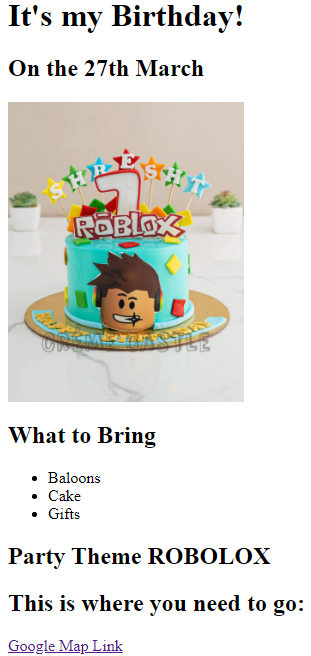 It's my Birthday!
On the 27th March
SHRESHT
7
ROBLOX
CREME CASTLE
What to Bring
Baloons
Cake
Gifts
Party Theme ROBOLOX
This is where you need to go:
Google Map Link